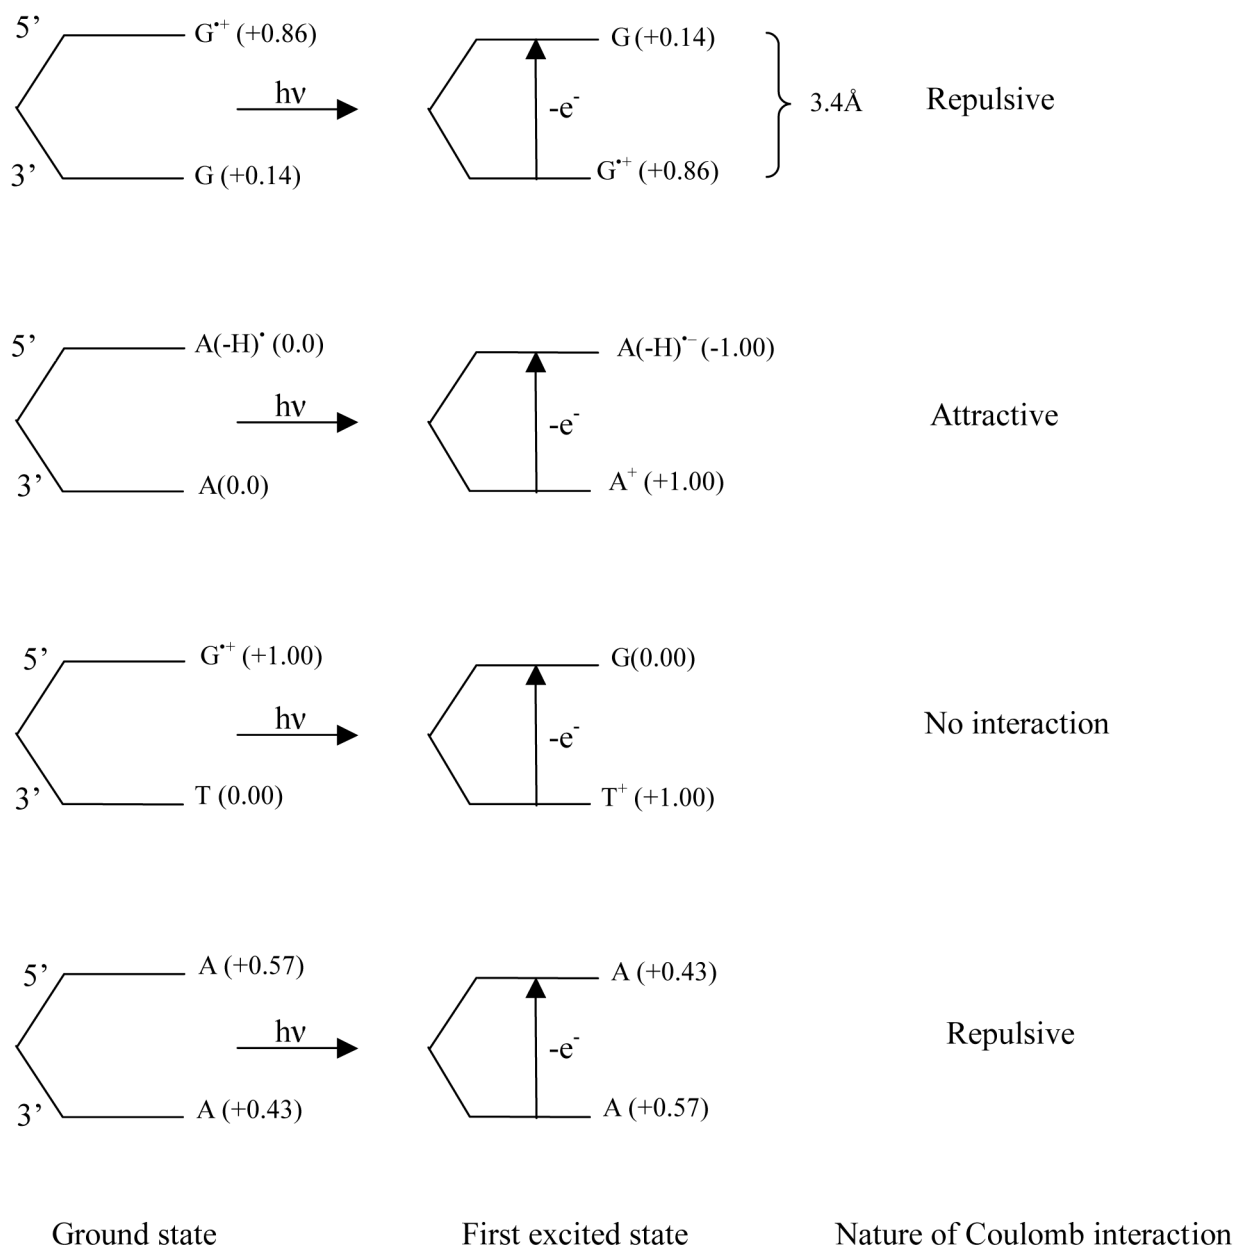 5’ G•+ (+0.86) G (+0.14)
hν -e- 3.4Å Repulsive
3’ G (+0.14) G•+ (+0.86)
5’ A(-H)• (0.0) A(-H)•− (-1.00)
hν -e- Attractive
3’ A(0.0) A+ (+1.00)
5’ G•+ (+1.00) G(0.00)
hν -e- No interaction
3’ T (0.00) T+ (+1.00)
5’ A (+0.57) A (+0.43)
hν -e- Repulsive
3’ A (+0.43) A (+0.57)
Ground state First excited state Nature of Coulomb interaction